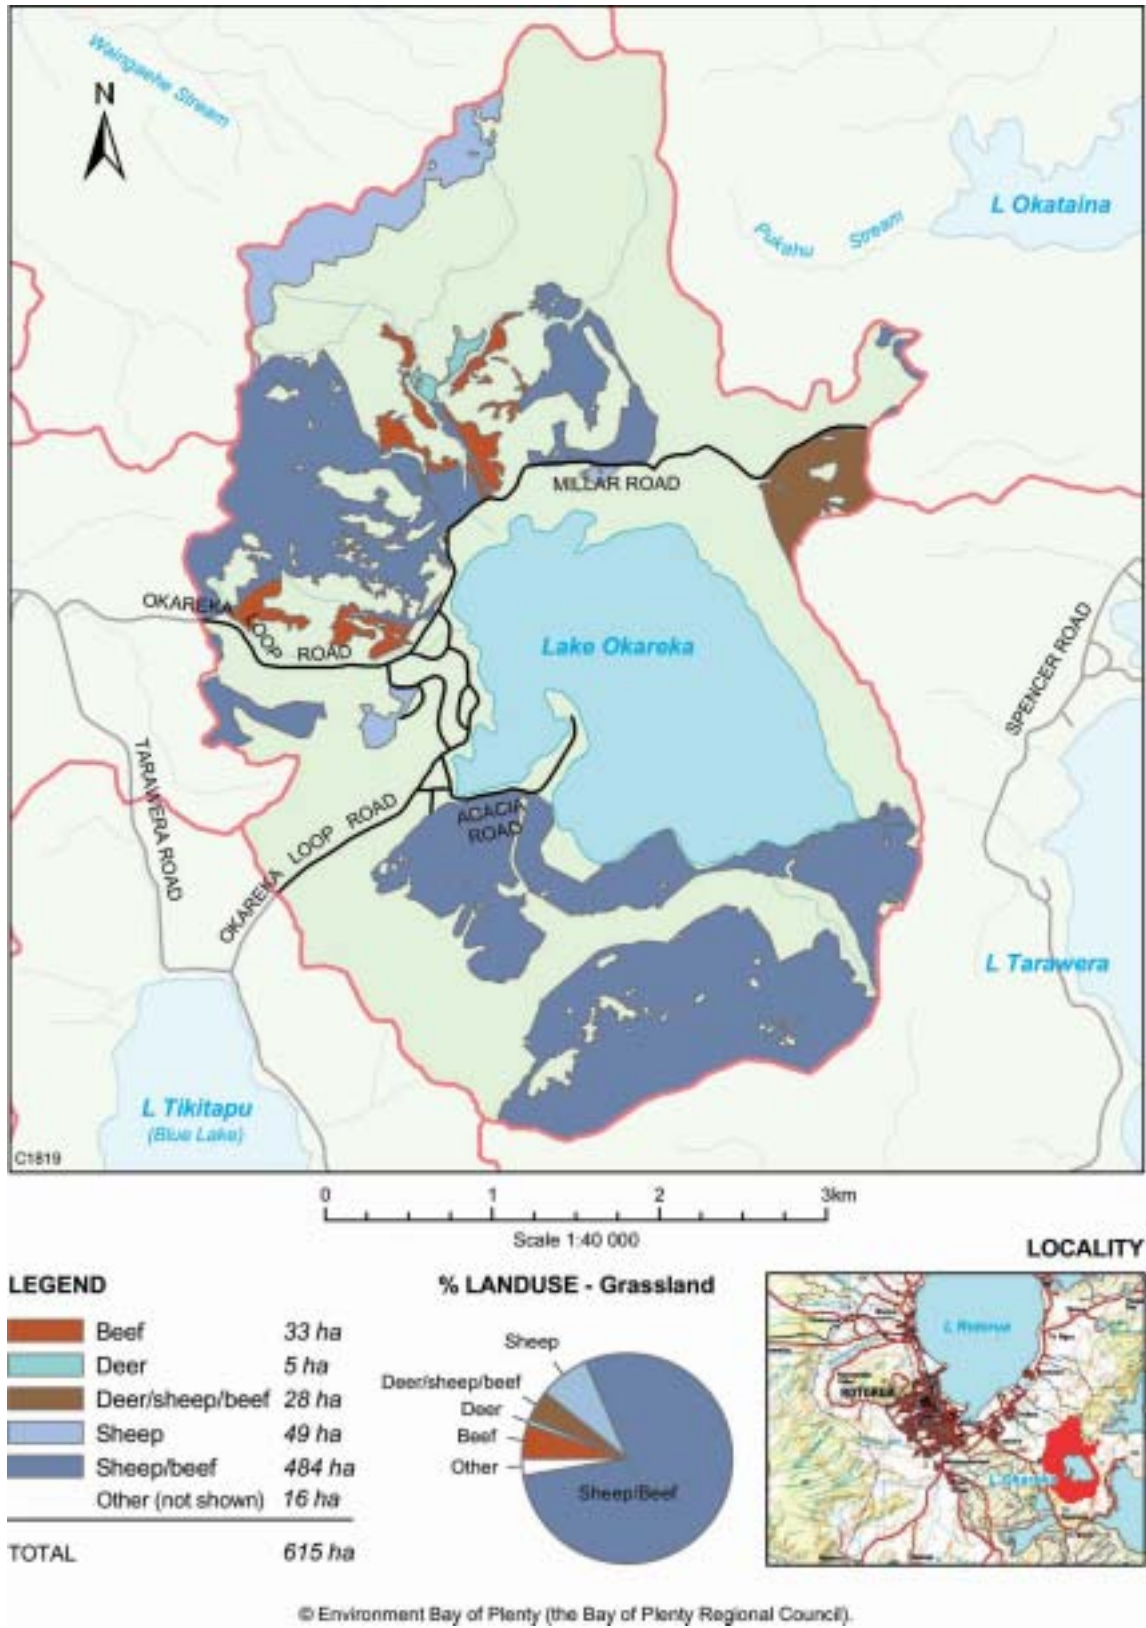 Waingaehe Stream
N
L Okataina
Pukahu Stream
MILLAR ROAD
OKAREKA LOOP ROAD
Lake Okareka
SPENCER ROAD
TARAWERA ROAD
ACACIA
ROAD
OKAREKA LOOP ROAD
L Tarawera
L Tikitapu
(Blue Lake)
C1819
0 1 2 3km
Scale 1:40 000
LOCALITY
LEGEND
Beef 33 ha
Deer 5 ha
Deer/sheep/beef 28 ha
Sheep 49 ha
Sheep/beef 484 ha
Other (not shown) 16 ha
TOTAL 615 ha
% LANDUSE - Grassland
Sheep
Deer/sheep/beef
Deer
Beef
Other
Sheep/Beef
L Rotorua
ROTORUA
L Okareka
© Environment Bay of Plenty (the Bay of Plenty Regional Council).